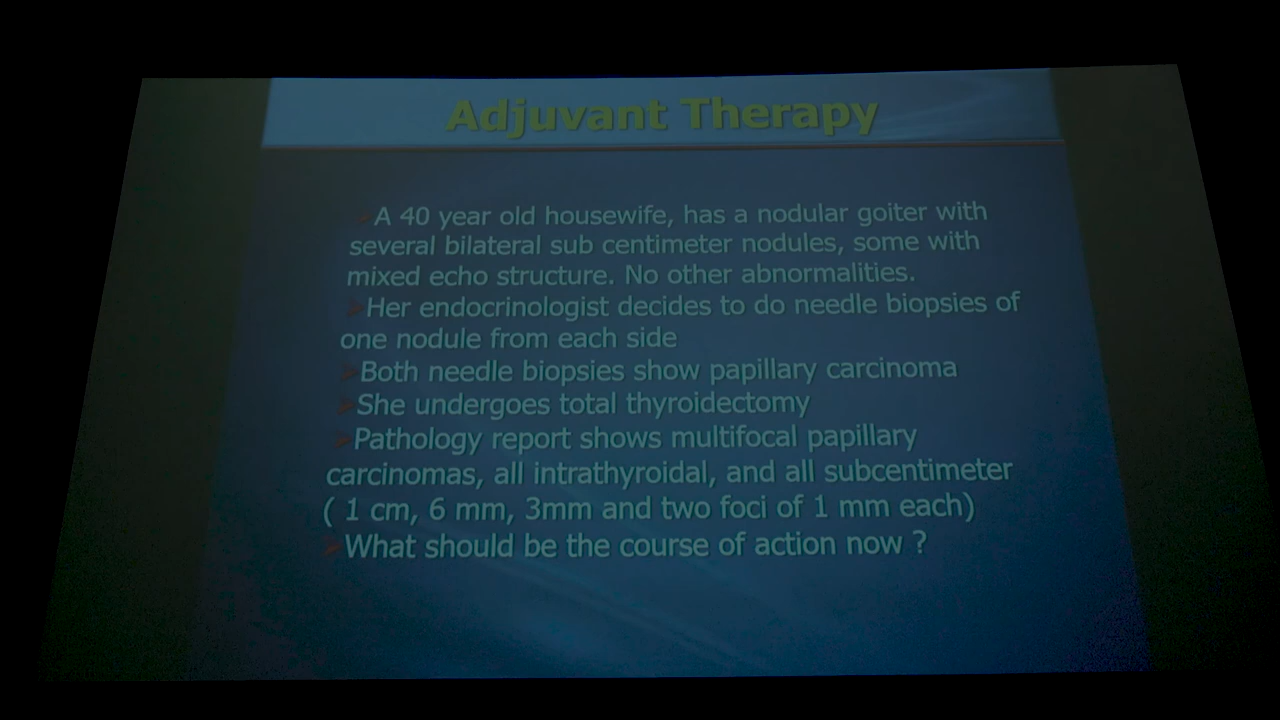 Adjuvant Therapy
A 40 year old housewife, has a nodular goiter with
several bilateral sub centimeter nodules, some with
mixed echo structure. No other abnormalities.
Her endocrinologist decides to do needle biopsies of
one nodule from each side
Both needle biopsies show papillary carcinoma
She undergoes total thyroidectomy
Pathology report shows multifocal papillary
carcinomas, all intrathyroidal, and all subcentimeter
( 1 cm, 6 mm, 3mm and two foci of 1 mm each)
What should be the course of action now ?